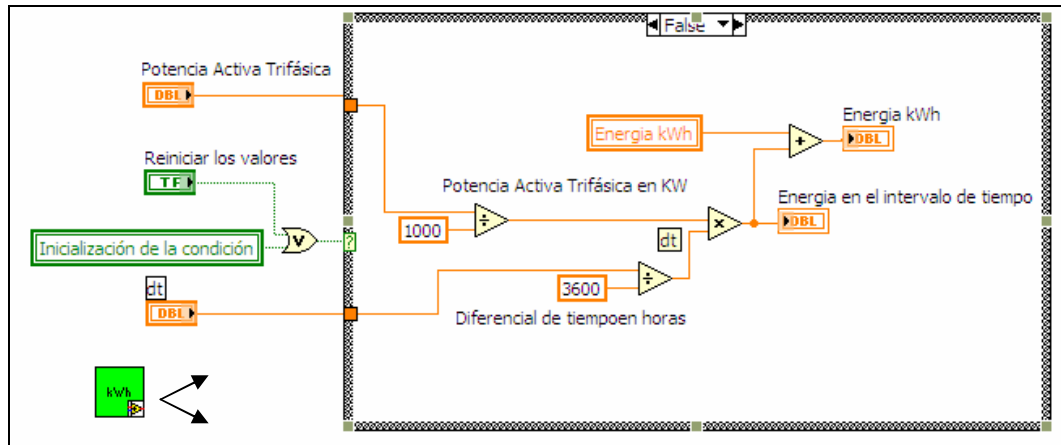 False
Potencia Activa Trifásica
DBL
Energia kWh
Energia kWh
+
DBL
Reiniciar los valores
TF
Potencia Activa Trifásica en KW
Energia en el intervalo de tiempo
÷
1000
×
DBL
V
?
Inicialización de la condición
dt
dt
÷
3600
DBL
Diferencial de tiempoen horas
kWh